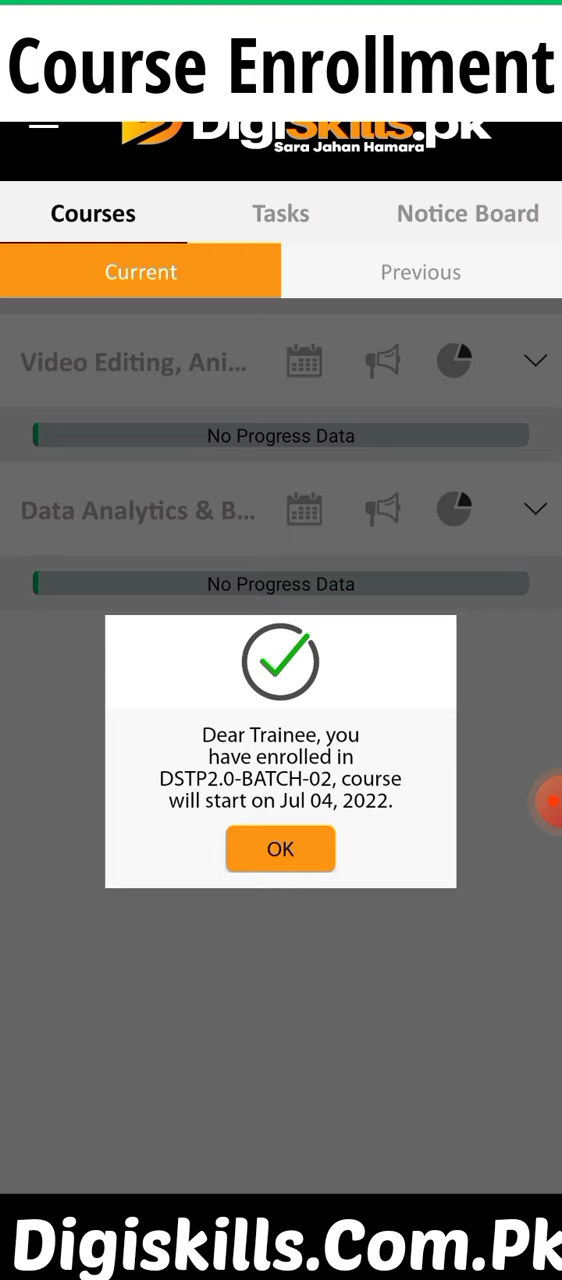 Course Enrollment
DigiSkills.pk
Sara Jahan Hamara
Courses Tasks Notice Board
Current Previous
Video Editing, Ani...
No Progress Data
Data Analytics & B...
No Progress Data
Dear Trainee, you
have enrolled in
DSTP2.0-BATCH-02, course
will start on Jul 04, 2022.
OK
Digiskills.Com.Pk